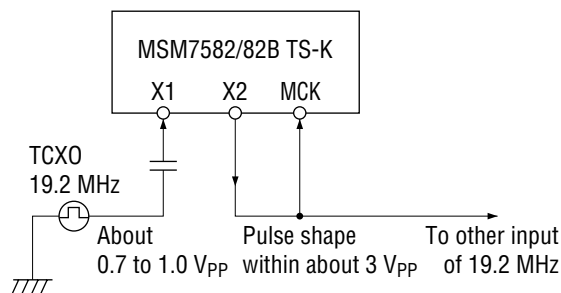 MSM7582/82B TS-K
X1 X2 MCK
TCXO
19.2 MHz
About
0.7 to 1.0 VPP
Pulse shape
within about 3 VPP
To other input
of 19.2 MHz